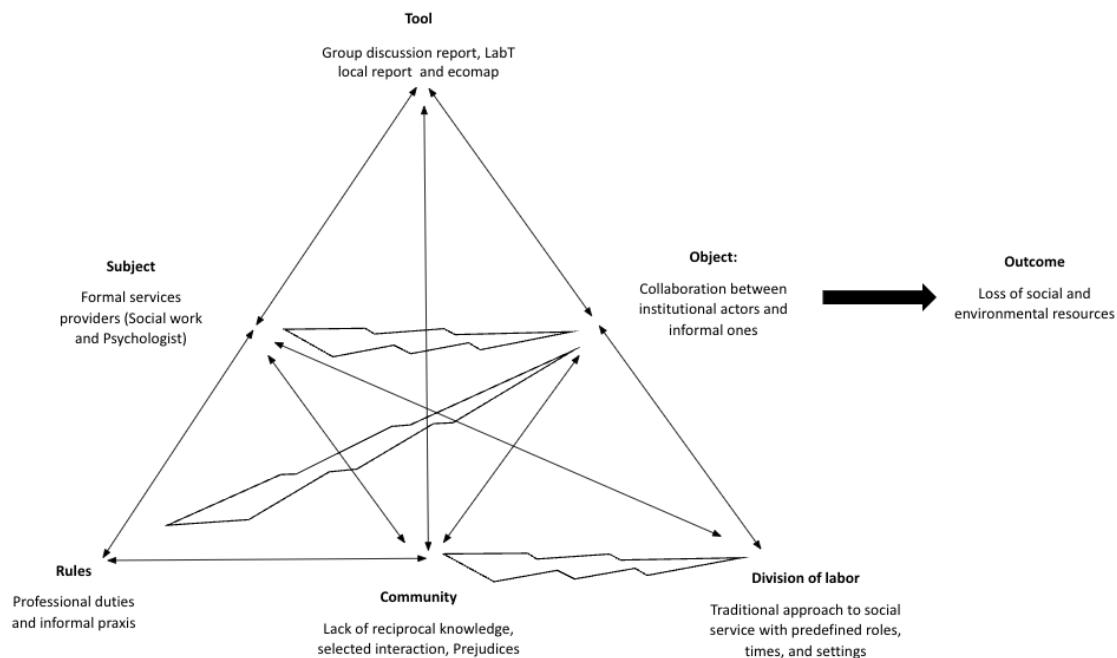 Tool
Group discussion report, LabT
local report and ecomap
Subject
Formal services
providers (Social work
and Psychologist)
Object:
Collaboration between
institutional actors and
informal ones
Outcome
Loss of social and
environmental resources
Rules
Professional duties
and informal praxis
Community
Lack of reciprocal knowledge,
selected interaction, Prejudices
Division of labor
Traditional approach to social
service with predefined roles,
times, and settings